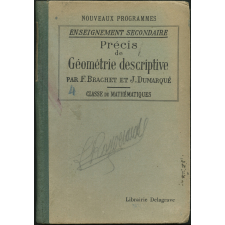 NOUVEAUX PROGRAMMES
ENSEIGNEMENT SECONDAIRE
Précis
de
Géométrie descriptive
PAR F. BRACHET ET J. DUMARQUÉ
CLASSE DE MATHÉMATIQUES
Librairie Delagrave